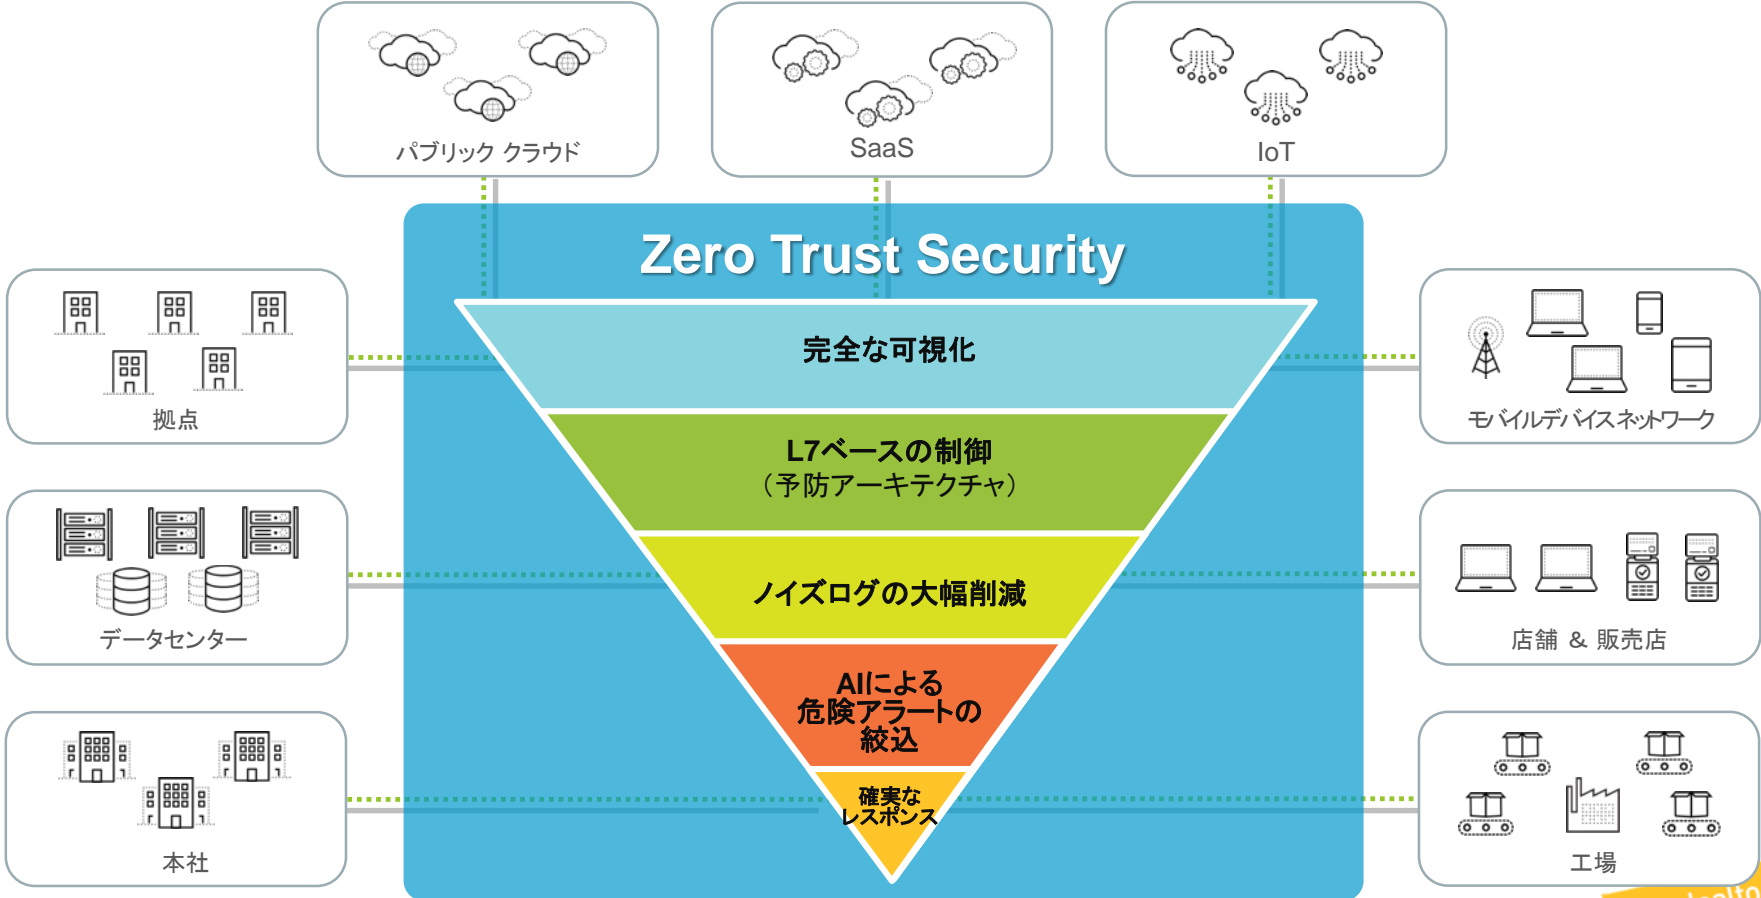 パブリック クラウド
SaaS
IoT
Zero Trust Security
完全な可視化
L7ベースの制御
（予防アーキテクチャ）
ノイズログの大幅削減
AIによる
危険アラートの
絞込
確実な
レスポンス
拠点
データセンター
本社
モバイルデバイスネットワーク
店舗 & 販売店
工場